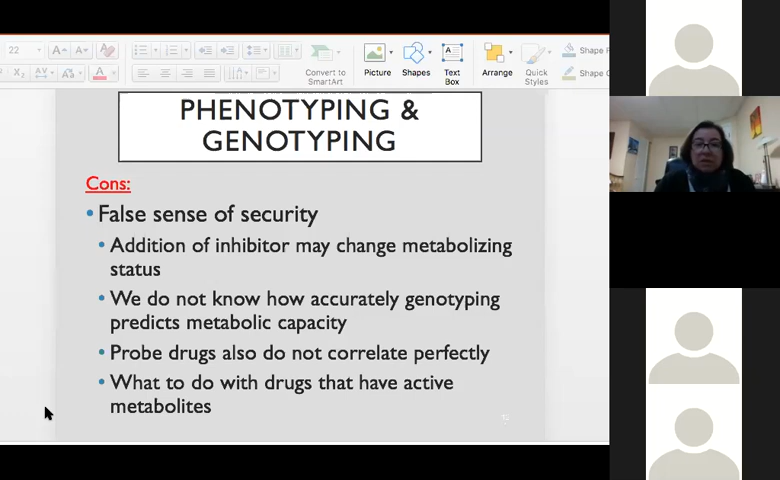 22
Convert to SmartArt
Picture
Shapes
Text Box
Arrange
Quick Styles
Shape
Shape
PHENOTYPING &
GENOTYPING
Cons:
• False sense of security
• Addition of inhibitor may change metabolizing
status
• We do not know how accurately genotyping
predicts metabolic capacity
• Probe drugs also do not correlate perfectly
• What to do with drugs that have active
metabolites